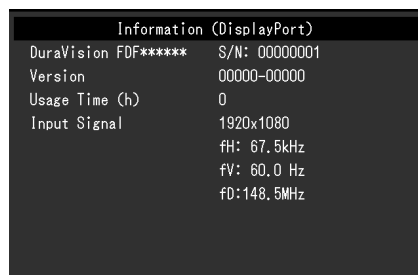 Information (DisplayPort)
DuraVision FDF****** S/N: 00000001
Version 00000-00000
Usage Time (h) 0
Input Signal 1920x1080
fH: 67.5kHz
fV: 60.0 Hz
fD:148.5MHz